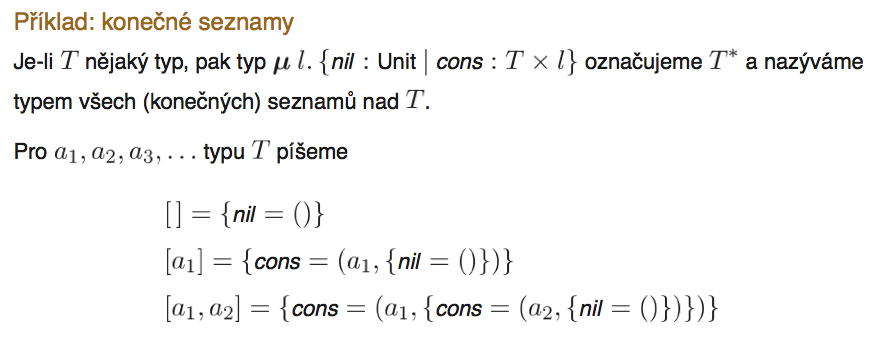 Příklad: konečné seznamy
Je-li T nějaký typ, pak typ μ l. {nil : Unit | cons : T × l} označujeme T* a nazýváme
typem všech (konečných) seznamů nad T.
Pro a₁, a₂, a₃, . . . typu T píšeme
[ ] = {nil = ()}
[a₁] = {cons = (a₁, {nil = ()})}
[a₁, a₂] = {cons = (a₁, {cons = (a₂, {nil = ()})})}